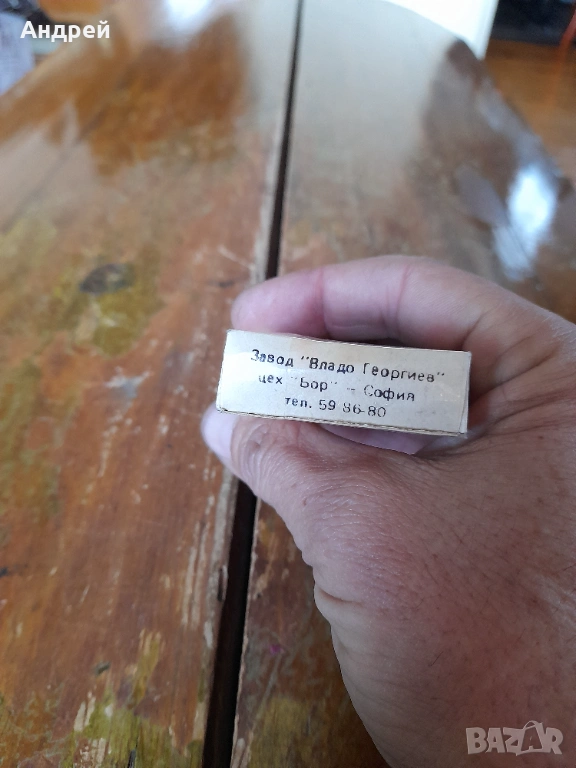 Андрей
Завод "Владо Георгиев"
цех "Бор" - София
тел. 59 86-80
BAZAR